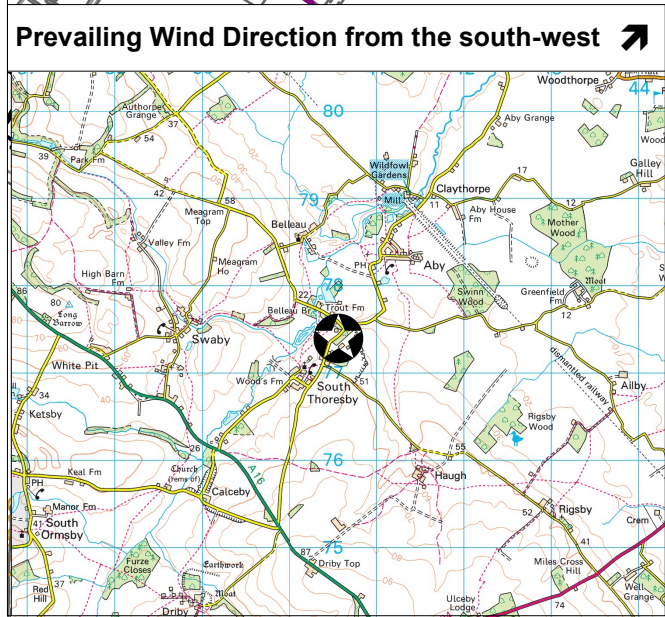 Prevailing Wind Direction from the south-west
44
Woodthorpe
Authorpe
Grange
80
37
54
Aby Grange
39
Park Fm
Wildfowl
Gardens
Galley
Hill
17
Claythorpe
42
79
Mill
58
11
12
Meagram
Top
Aby House
Fm
Mother
Wood
Belleau
Valley Fm
PH
Aby
Meagram
Ho
High Barn
Fm
78
Moat
86
Swinn
Wood
Greenfield
Fm
80
22
Trout Fm
Long
Barrow
Belleau Br
12
Swaby
dismantled railway
White Pit
77
Wood's Fm
51
Ailby
South
Thoresby
34
40
Ketsby
Rigsby
Wood
26
55
76
A16
Keal Fm
Church
(rems of)
Haugh
PH
Calceby
52
Rigsby
Manor Fm
41
South
Ormsby
Crem
75
41
87
Driby Top
Furze
Closes
Earthwork
Miles Cross
Hill
37
Red
Hill
Moat
Well
Grange
Ulceby
Lodge
74
Driby